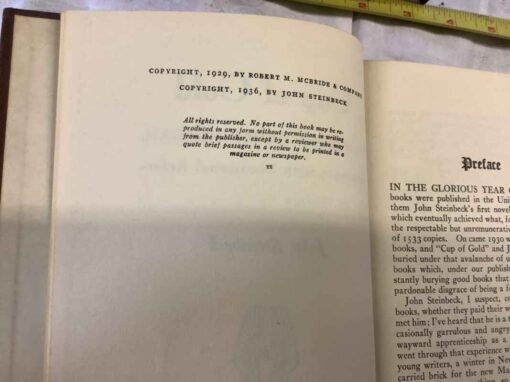 COPYRIGHT, 1929, BY ROBERT M. MCBRIDE & COMPANY
COPYRIGHT, 1936, BY JOHN STEINBECK
All rights reserved. No part of this book may be re-
produced in any form without permission in writing
from the publisher, except by a reviewer who may
quote brief passages in a review to be printed in a
magazine or newspaper.
Preface
IN THE GLORIOUS YEAR
books were published in the
them John Steinbeck's first
which eventually achieved what,
the respectable but
of 1533 copies. On came 1930
books, and "Cup of Gold" and
buried under that avalanche of
books which, under our
stantly burying good books that
pardonable disgrace of being a
John Steinbeck, I suspect,
books, whether they paid their
met him; I've heard that he is a
casionally garrulous and angry
wayward apprenticeship as a
went through that experience
young writers, a winter in
carried brick for the new